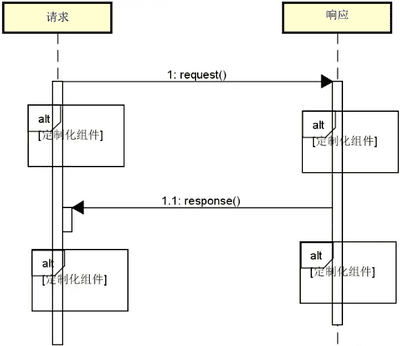 请求
响应
1: request()
alt
[定制化组件]
alt
[定制化组件]
1.1: response()
alt
[定制化组件]
alt
[定制化组件]